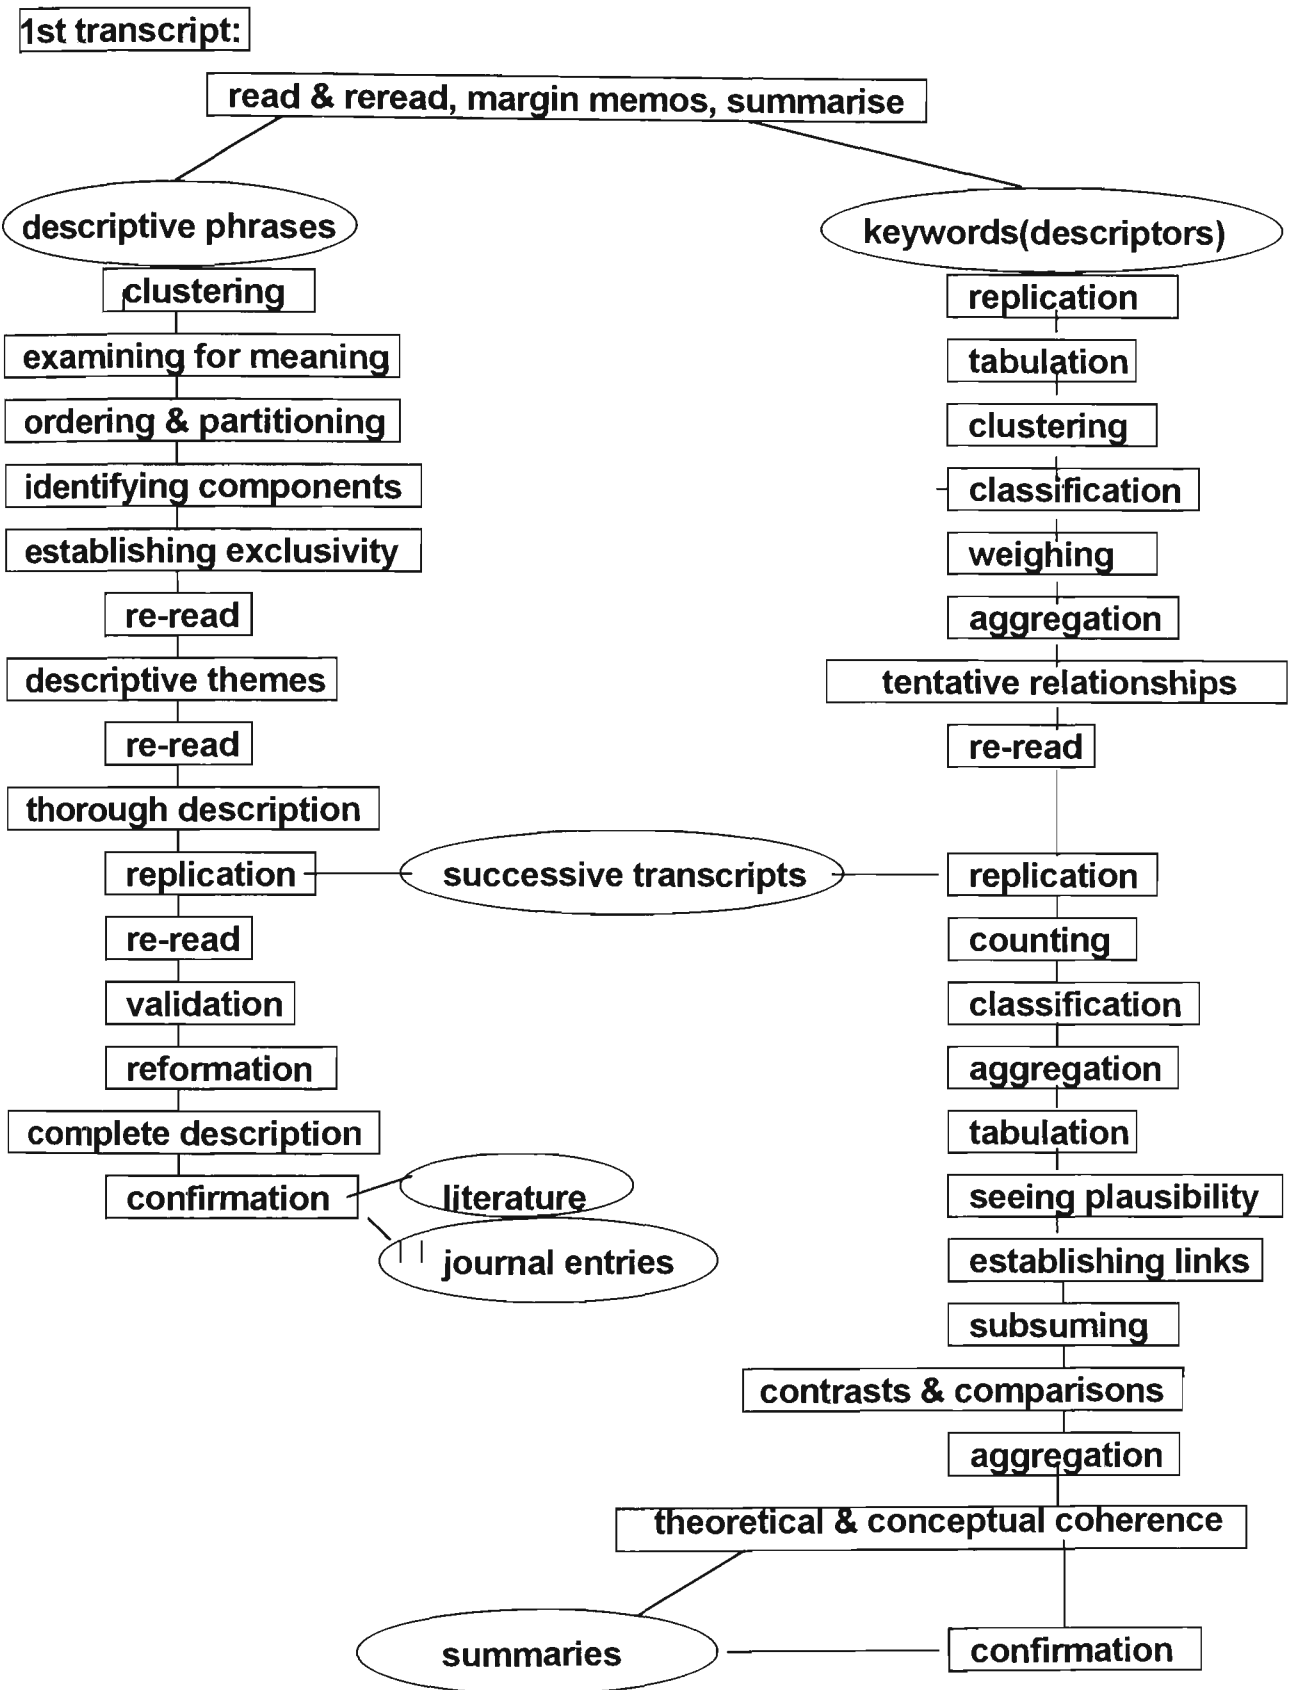 1st transcript:
read & reread, margin memos, summarise
descriptive phrases
clustering
examining for meaning
ordering & partitioning
identifying components
establishing exclusivity
re-read
descriptive themes
re-read
thorough description
replication
re-read
validation
reformation
complete description
confirmation
literature
journal entries
successive transcripts
keywords(descriptors)
replication
tabulation
clustering
classification
weighing
aggregation
tentative relationships
re-read
replication
counting
classification
aggregation
tabulation
seeing plausibility
establishing links
subsuming
contrasts & comparisons
aggregation
theoretical & conceptual coherence
summaries
confirmation